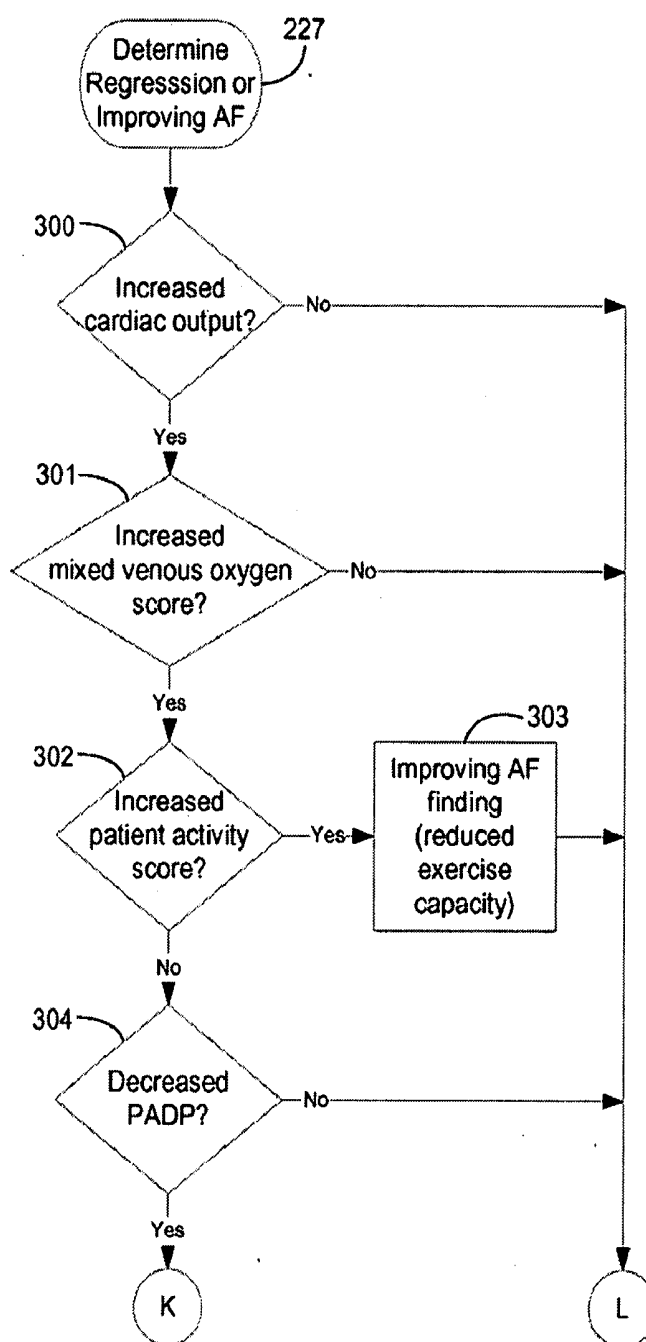 227
Determine
Regresssion or
Improving AF
300
Increased
cardiac output?
No
Yes
301
Increased
mixed venous oxygen
score?
No
Yes
302
Increased
patient activity
score?
Yes
303
Improving AF
finding
(reduced
exercise
capacity)
No
304
Decreased
PADP?
No
Yes
K
L